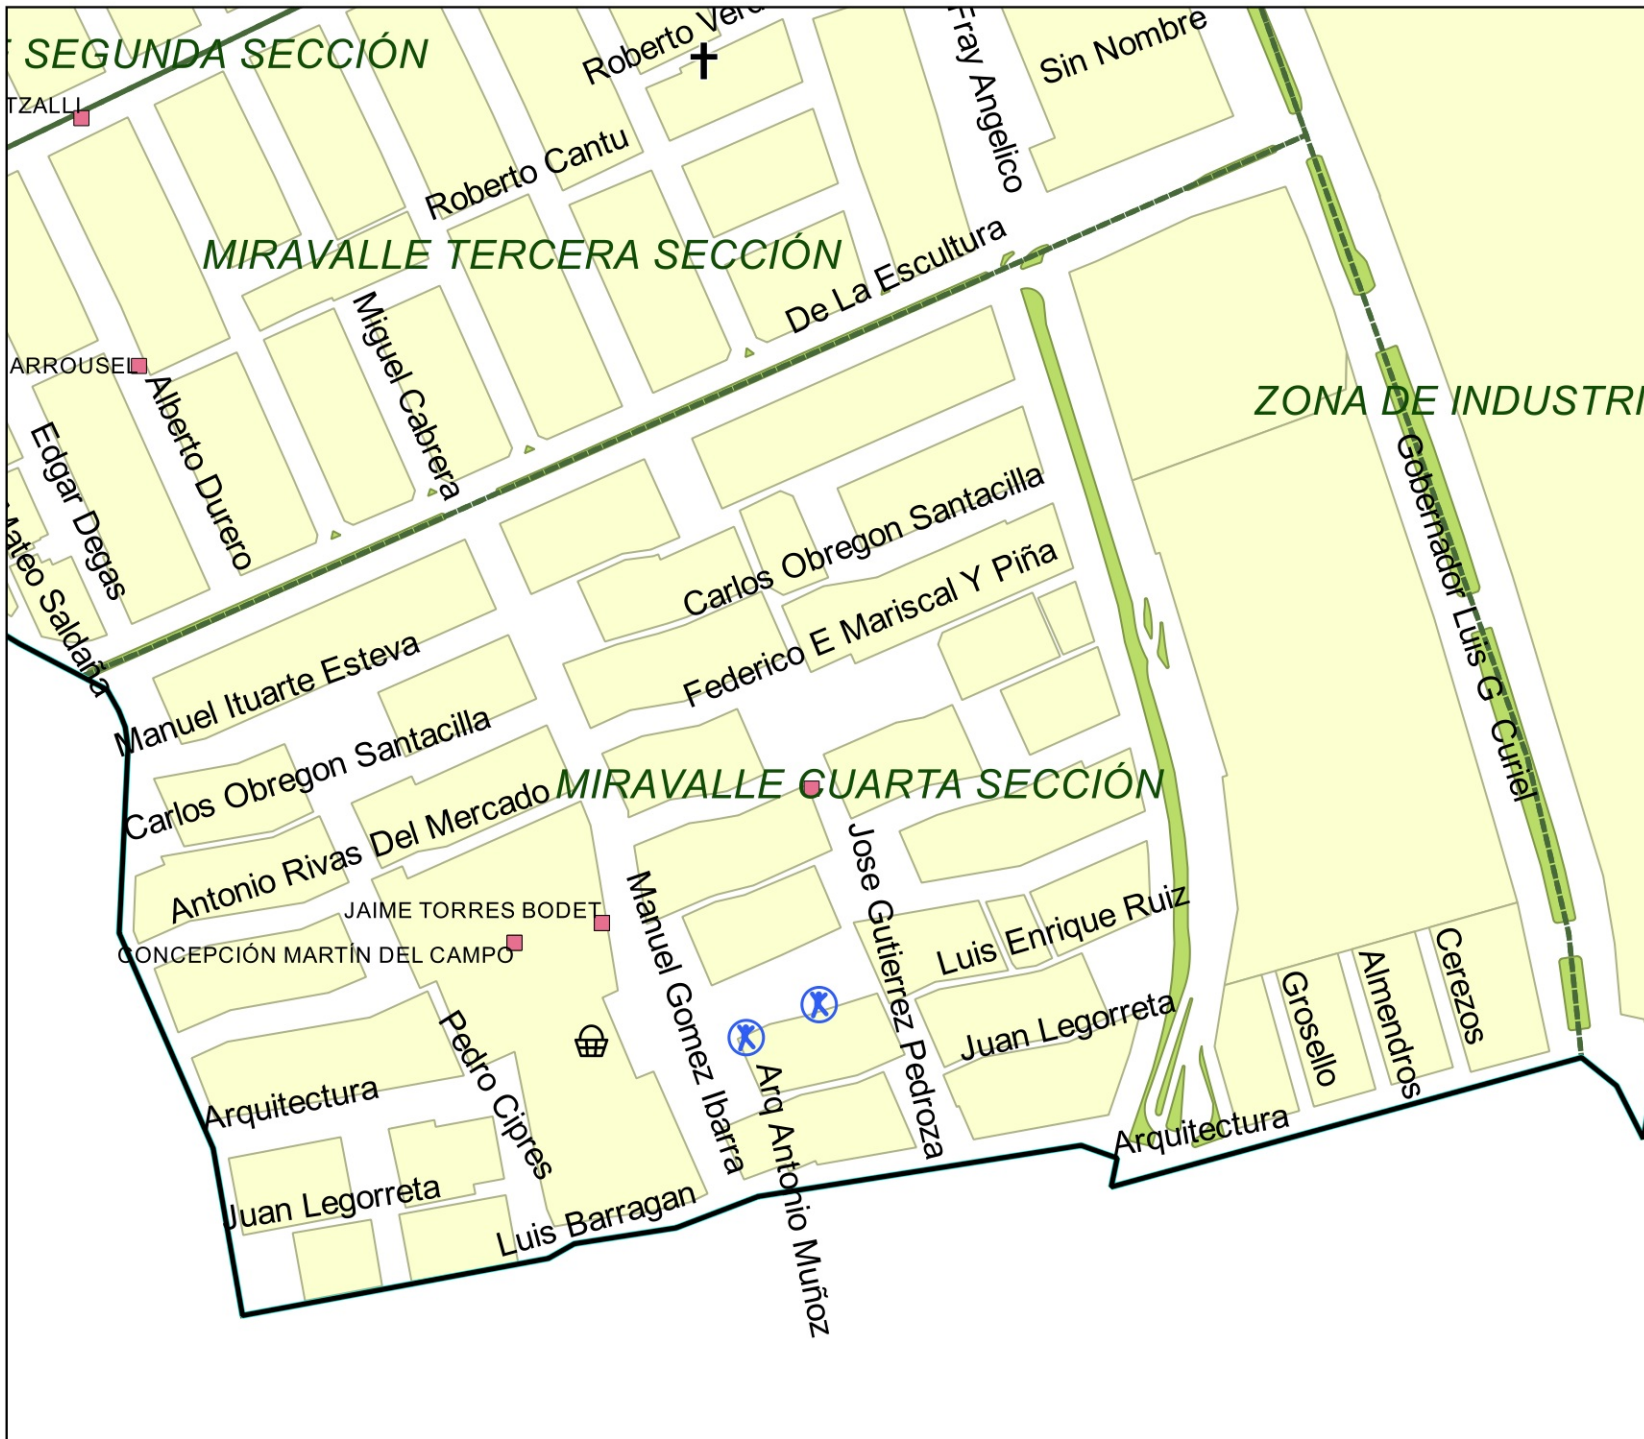 SEGUNDA SECCIÓN
TZALLI
Roberto
Fray Angelico
Sin Nombre
Roberto Cantu
MIRAVALLE TERCERA SECCIÓN
De La Escultura
Miguel Cabrera
ARROUSEL
Alberto Durero
Edgar Degas
Mateo Saldaña
ZONA DE INDUSTRI
Gobernador Luis G Curiel
Carlos Obregon Santacilla
Federico E Mariscal Y Piña
Manuel Ituarte Esteva
Carlos Obregon Santacilla
Antonio Rivas Del Mercado
MIRAVALLE CUARTA SECCIÓN
JAIME TORRES BODET
CONCEPCIÓN MARTÍN DEL CAMPO
Manuel Gomez Ibarra
Jose Gutierrez Pedroza
Luis Enrique Ruiz
Juan Legorreta
Pedro Cipres
Arq Antonio Muñoz
Arquitectura
Juan Legorreta
Luis Barragan
Arquitectura
Grosello
Almendros
Cerezos